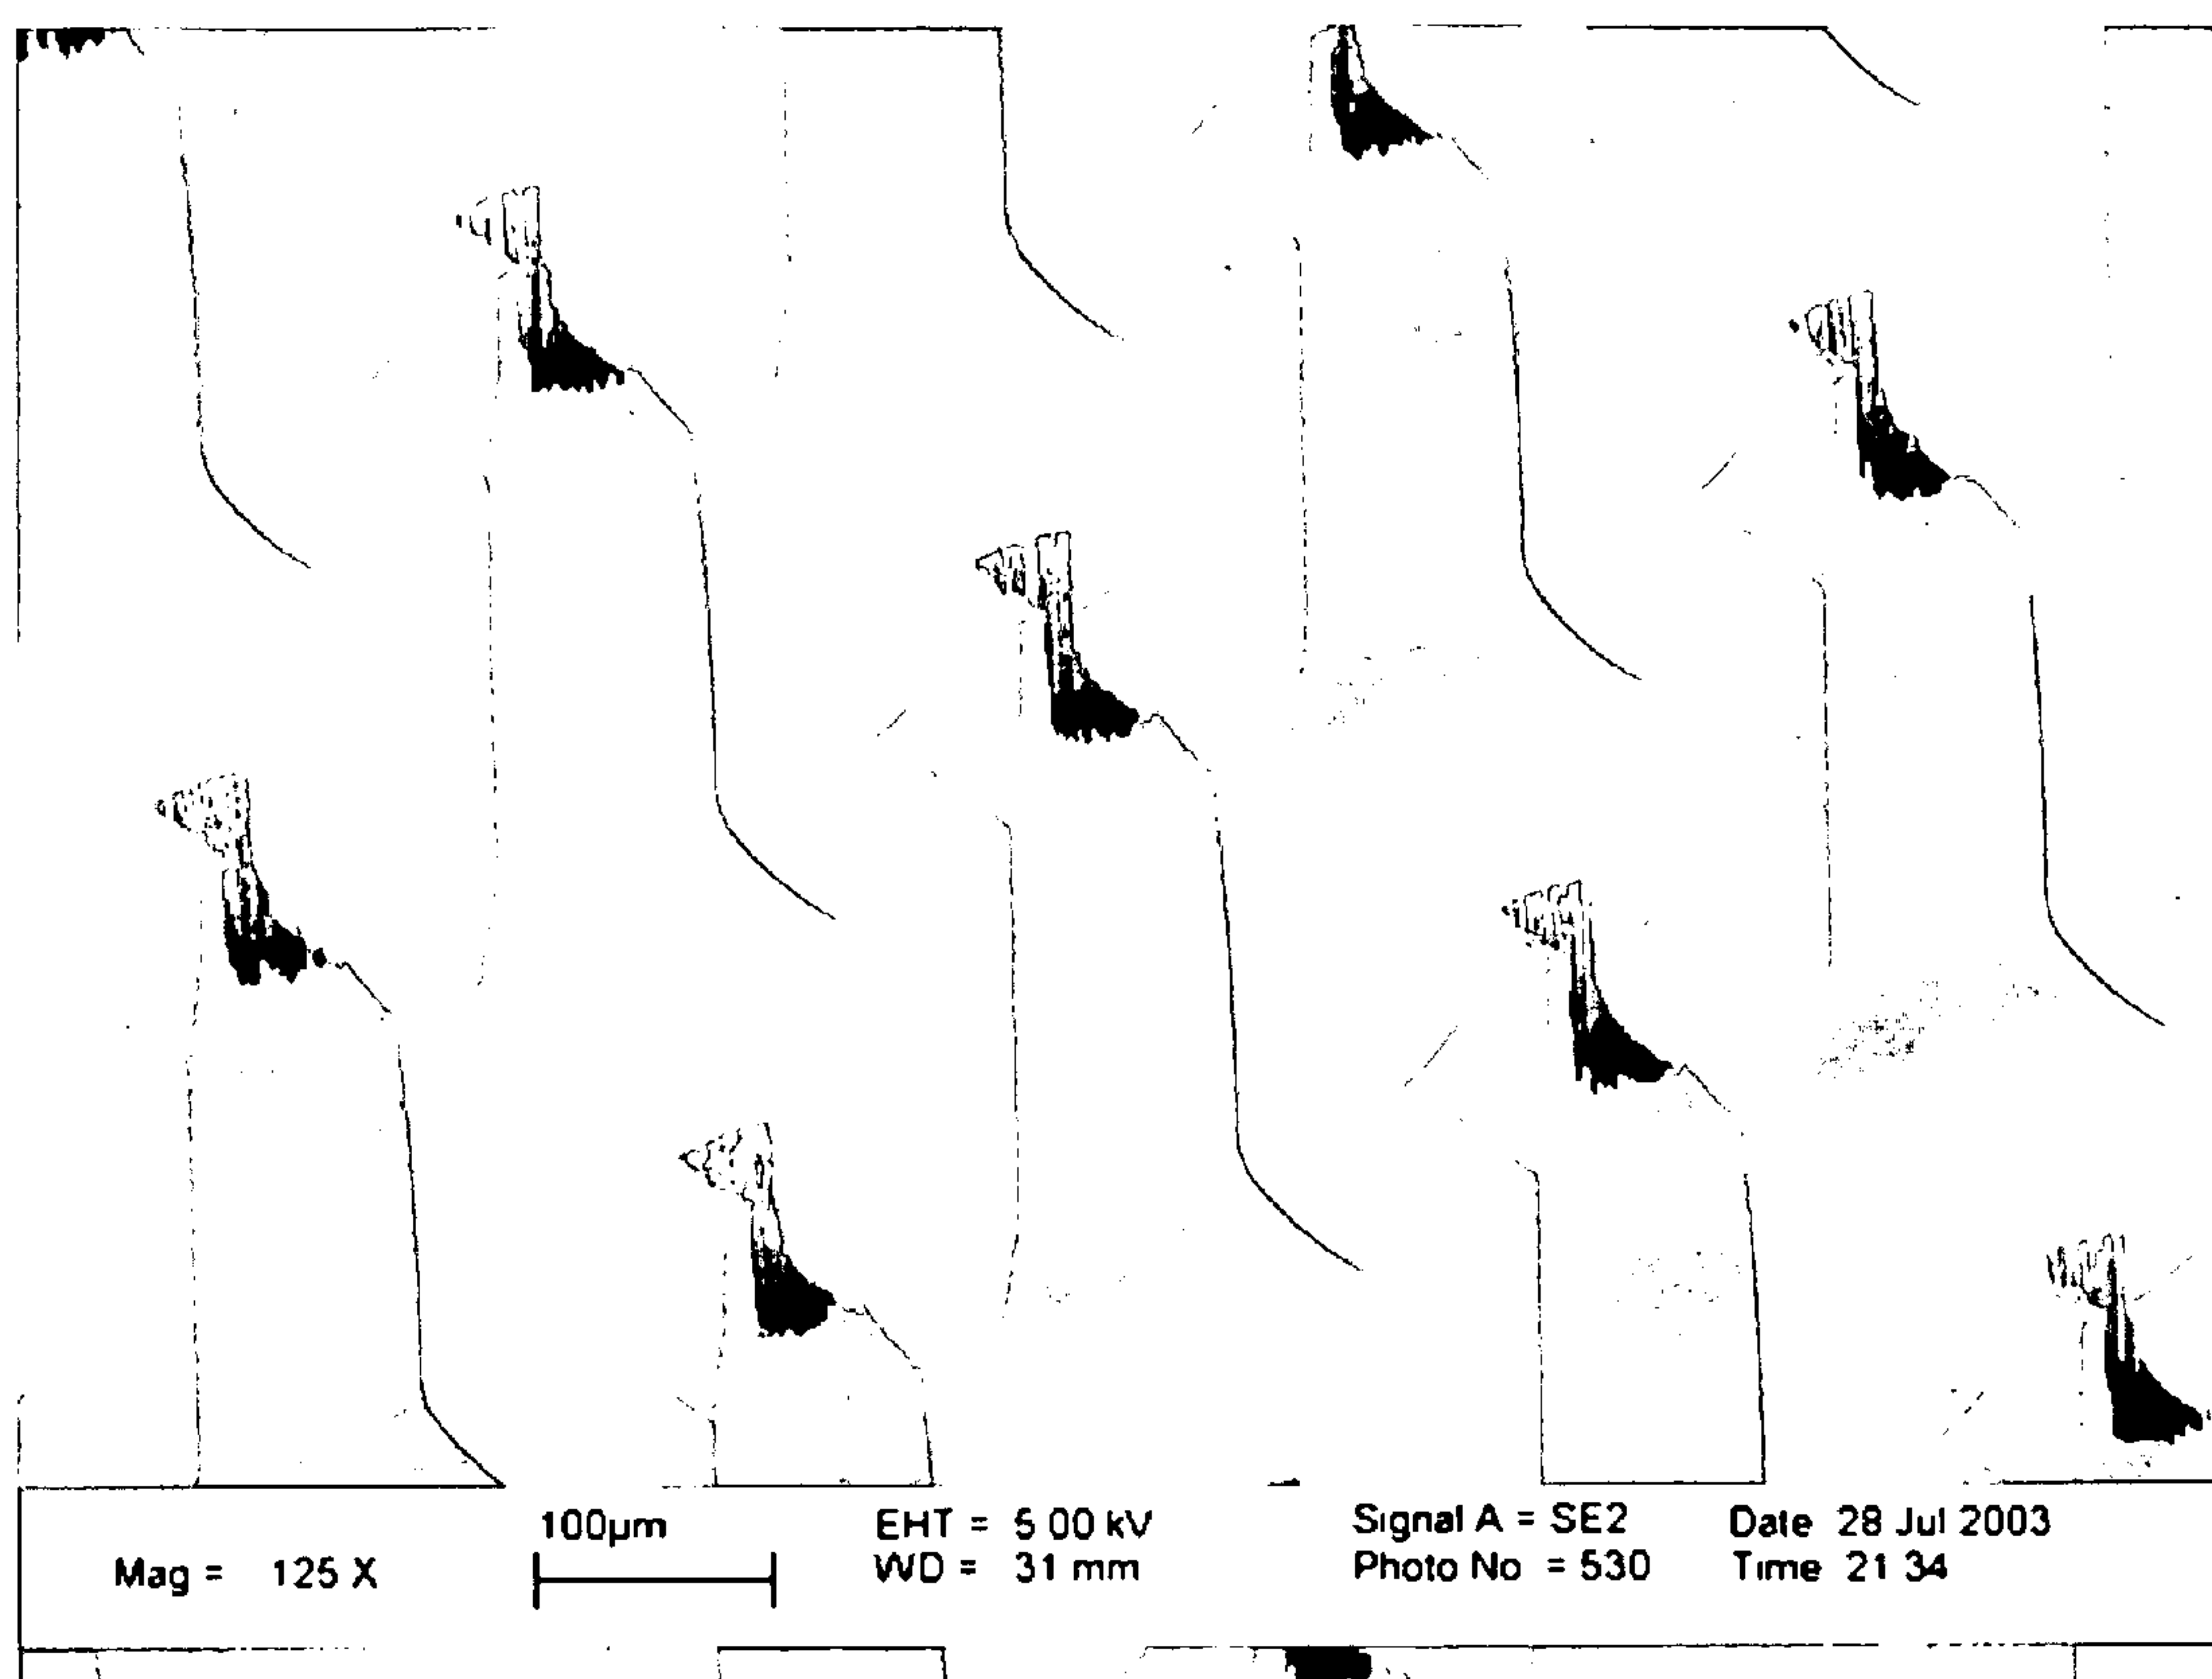 100µm
EHT = 5 00 kV
Signal A = SE2
Date 28 Jul 2003
Mag = 125 X
WD = 31 mm
Photo No = 530
Time 21 34